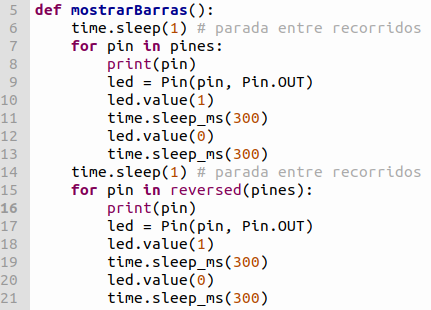 5 def mostrarBarras():
6     time.sleep(1) # parada entre recorridos
7     for pin in pines:
8         print(pin)
9         led = Pin(pin, Pin.OUT)
10         led.value(1)
11         time.sleep_ms(300)
12         led.value(0)
13         time.sleep_ms(300)
14     time.sleep(1) # parada entre recorridos
15     for pin in reversed(pines):
16         print(pin)
17         led = Pin(pin, Pin.OUT)
18         led.value(1)
19         time.sleep_ms(300)
20         led.value(0)
21         time.sleep_ms(300)